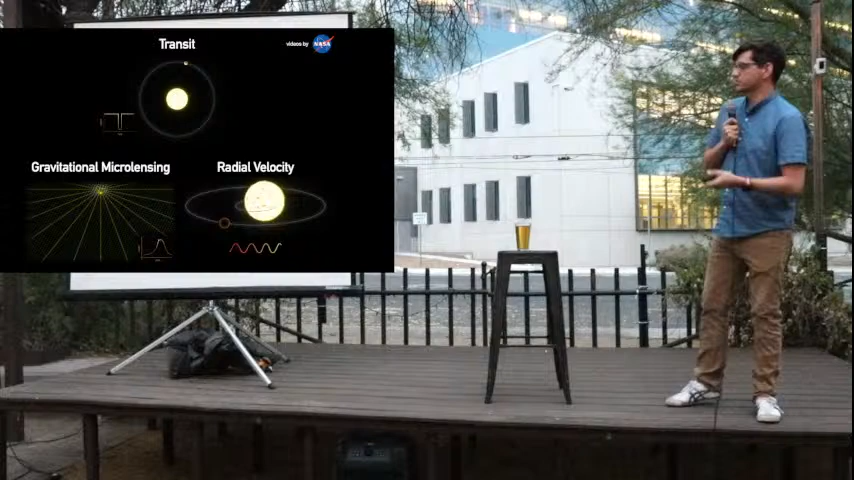 Transit
videos by NASA
Gravitational Microlensing
Radial Velocity